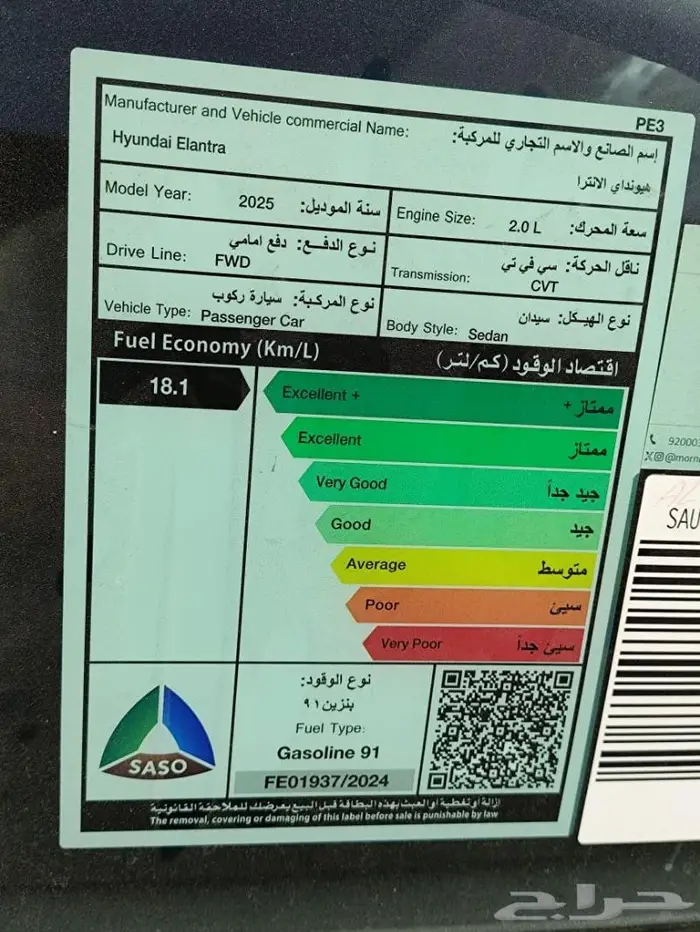 PE3
Manufacturer and Vehicle commercial Name: إسم الصانع والاسم التجاري للمركبة:
Hyundai Elantra هيونداي الانترا
Model Year: 2025 سنة الموديل:
Engine Size: 2.0 L سعة المحرك:
Drive Line: نوع الدفـــع: دفع امامي
FWD
Transmission: ناقل الحركة: سي في تي
CVT
Vehicle Type: نوع المركبـة: سيارة ركوب
Passenger Car
Body Style: نوع الهيكل: سيدان
Sedan
Fuel Economy (Km/L) اقتصاد الوقود (كم/لتر)
18.1
Excellent + ممتاز +
Excellent ممتاز
Very Good جيد جداً
Good جيد
Average متوسط
Poor سيئ
Very Poor سيئ جداً
SASO
نوع الوقود:
بنزين ٩١
Fuel Type:
Gasoline 91
FE01937/2024
إزالة أو تغطية أو العبث بهذه البطاقة قبل البيع يعرضك للملاحقة القانونية
The removal, covering or damaging of this label before sale is punishable by law
SAU
حراج